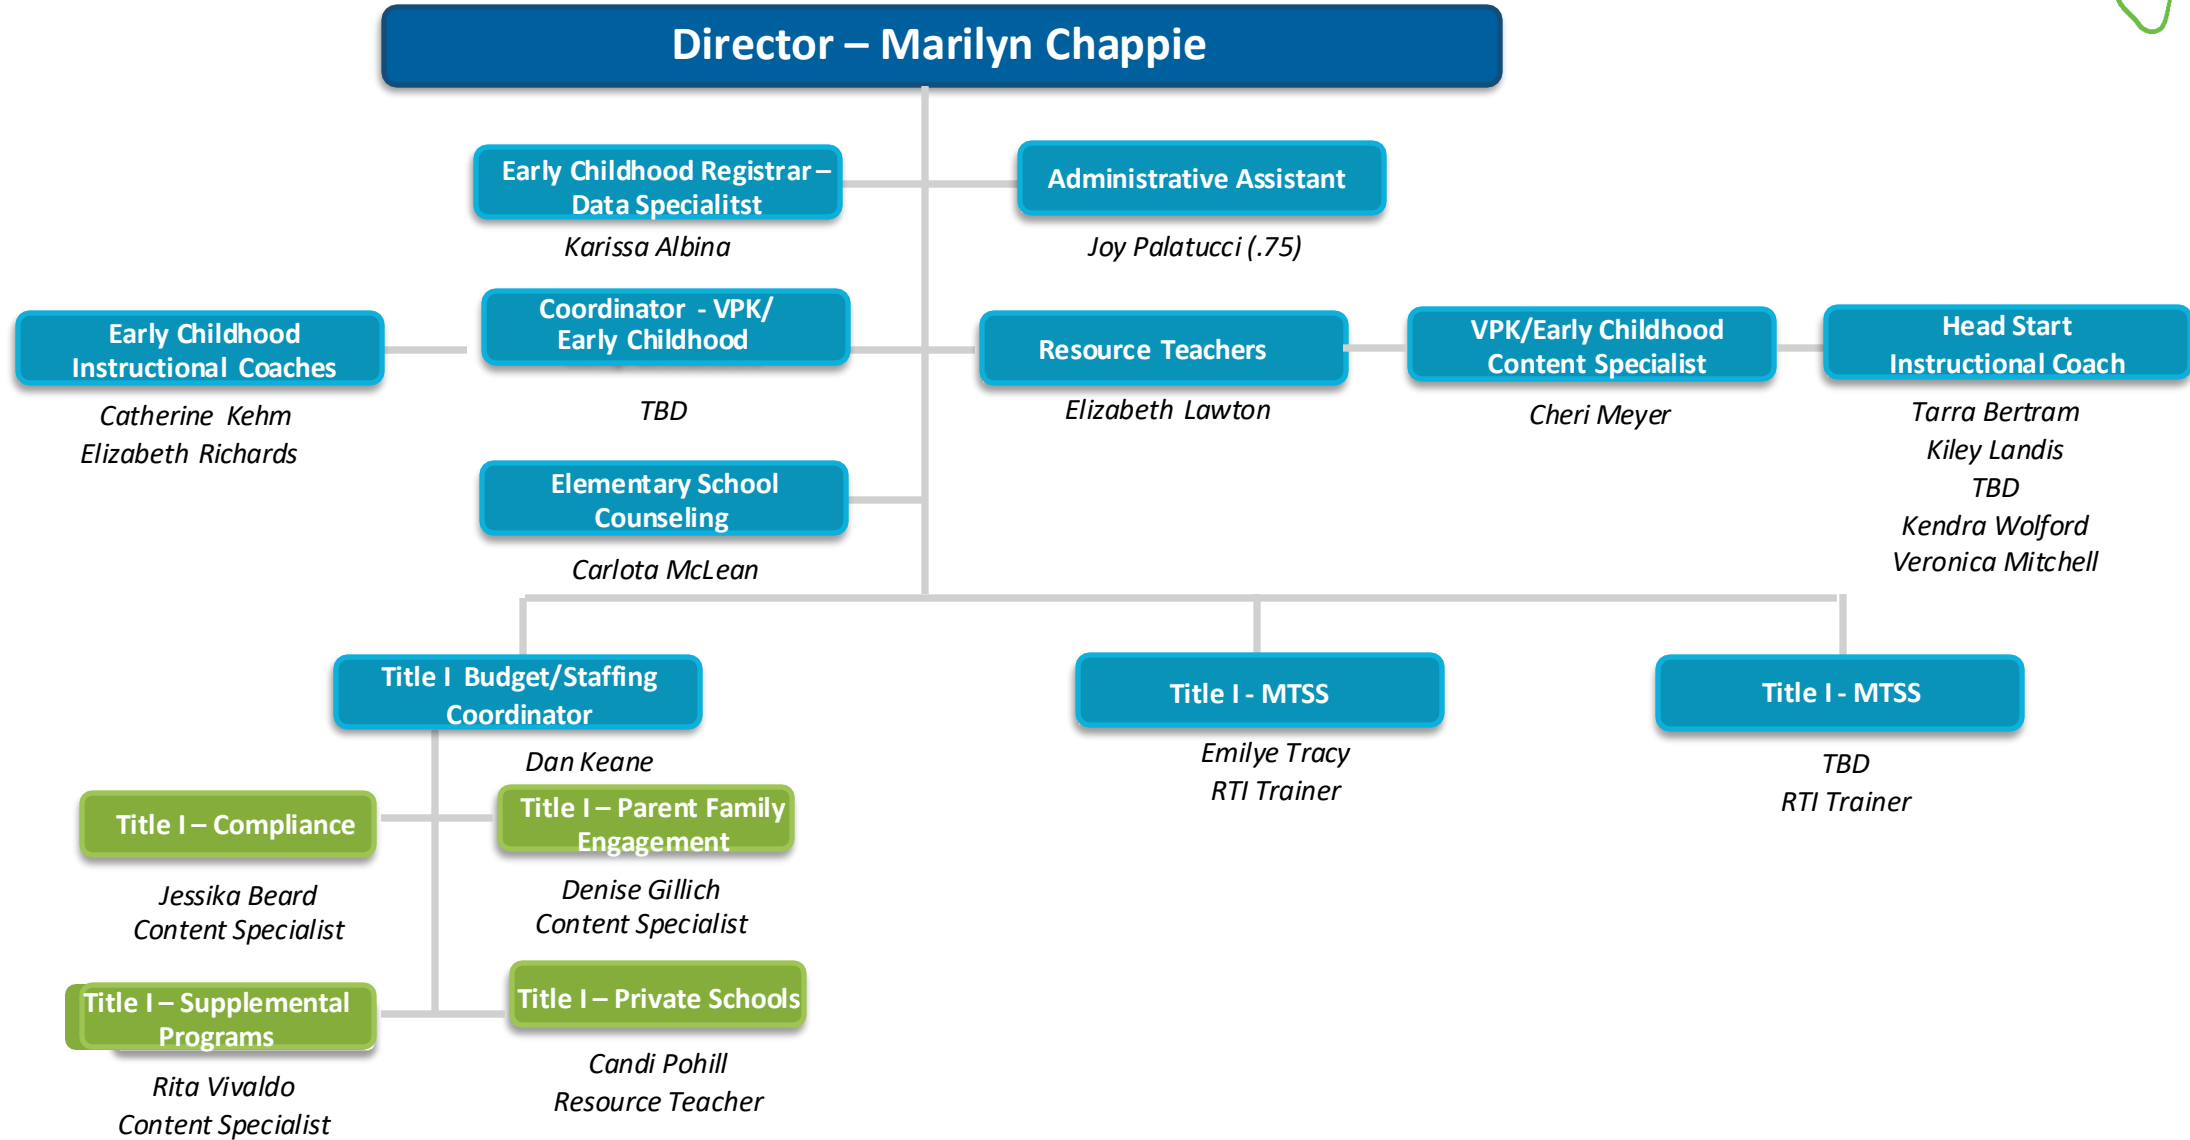 Director – Marilyn Chappie
Early Childhood Registrar –
Data Specialitst
Karissa Albina
Administrative Assistant
Joy Palatucci (.75)
Early Childhood
Instructional Coaches
Catherine Kehm
Elizabeth Richards
Coordinator - VPK/
Early Childhood
TBD
Resource Teachers
Elizabeth Lawton
VPK/Early Childhood
Content Specialist
Cheri Meyer
Head Start
Instructional Coach
Tarra Bertram
Kiley Landis
TBD
Kendra Wolford
Veronica Mitchell
Elementary School
Counseling
Carlota McLean
Title I Budget/Staffing
Coordinator
Dan Keane
Title I - MTSS
Emilye Tracy
RTI Trainer
Title I - MTSS
TBD
RTI Trainer
Title I – Compliance
Jessika Beard
Content Specialist
Title I – Parent Family
Engagement
Denise Gillich
Content Specialist
Title I – Supplemental
Programs
Rita Vivaldo
Content Specialist
Title I – Private Schools
Candi Pohill
Resource Teacher